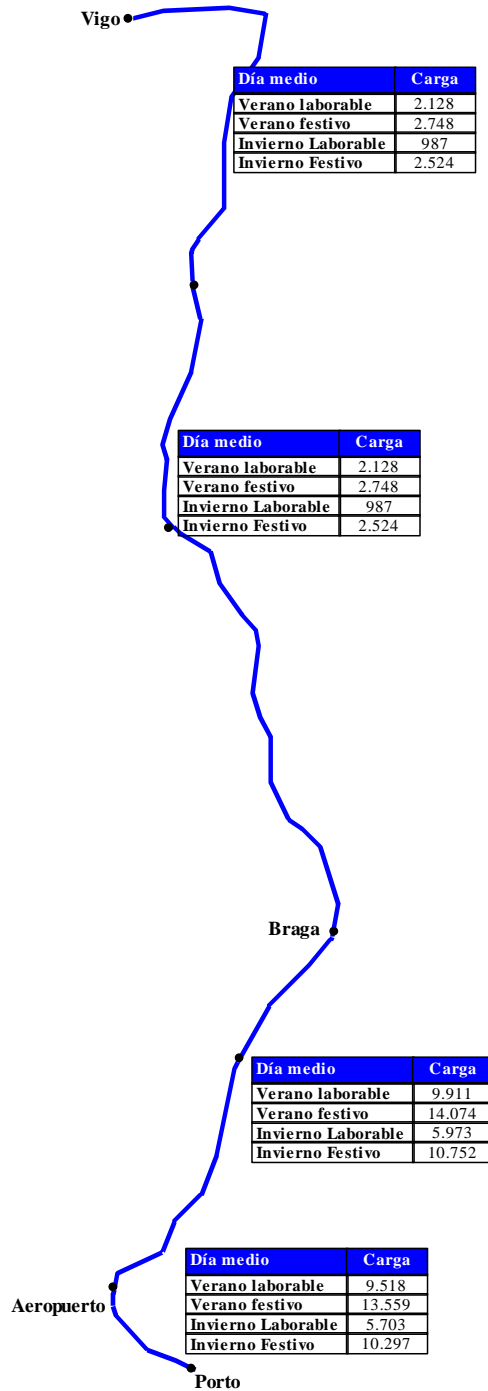 Vigo
Día medio Carga
Verano laborable 2.128
Verano festivo 2.748
Invierno Laborable 987
Invierno Festivo 2.524
Día medio Carga
Verano laborable 2.128
Verano festivo 2.748
Invierno Laborable 987
Invierno Festivo 2.524
Braga
Día medio Carga
Verano laborable 9.911
Verano festivo 14.074
Invierno Laborable 5.973
Invierno Festivo 10.752
Día medio Carga
Verano laborable 9.518
Verano festivo 13.559
Invierno Laborable 5.703
Invierno Festivo 10.297
Aeropuerto
Porto